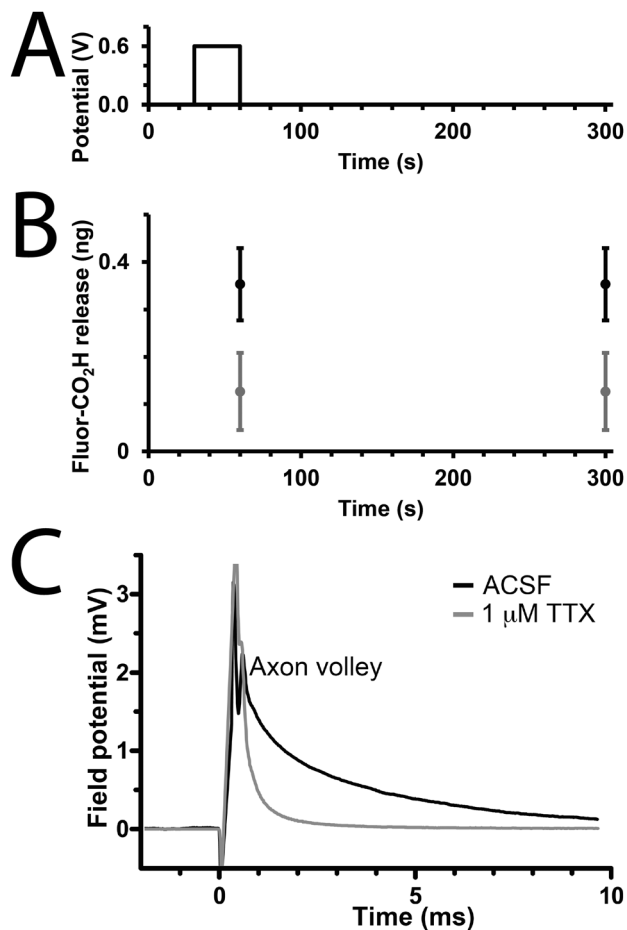 A
Potential (V)
0.6
0.0
0
100
200
300
Time (s)
B
Fluor-CO₂H release (ng)
0.4
0
0
100
200
300
Time (s)
C
Field potential (mV)
3
2
1
0
ACSF
1 μM TTX
Axon volley
0
5
10
Time (ms)